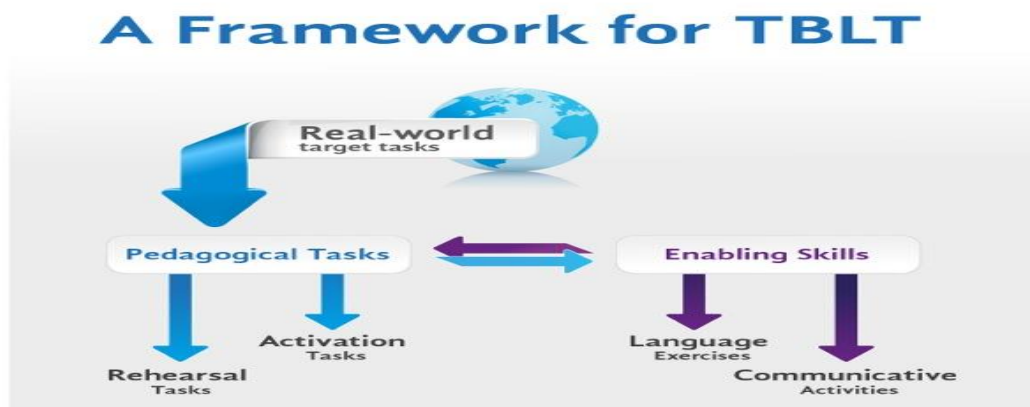 A Framework for TBLT
Real-world
target tasks
Pedagogical Tasks
Enabling Skills
Activation
Tasks
Rehearsal
Tasks
Language
Exercises
Communicative
Activities